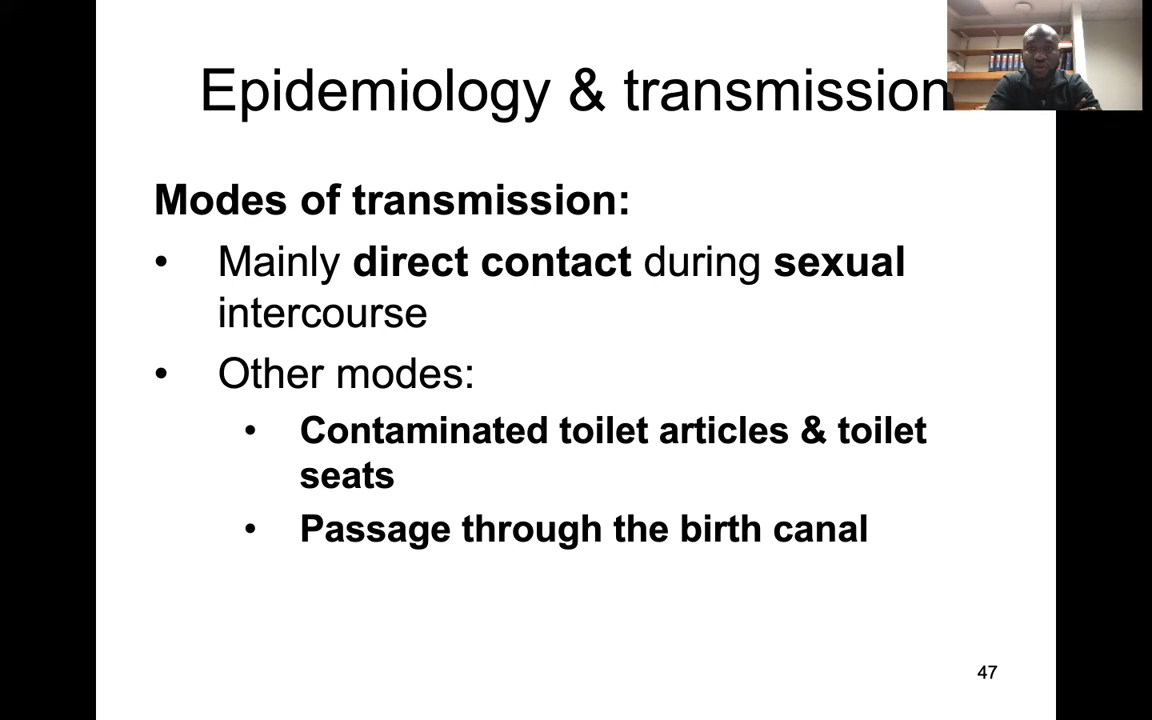 Epidemiology & transmission
Modes of transmission:
• Mainly direct contact during sexual
intercourse
• Other modes:
• Contaminated toilet articles & toilet
seats
• Passage through the birth canal
47